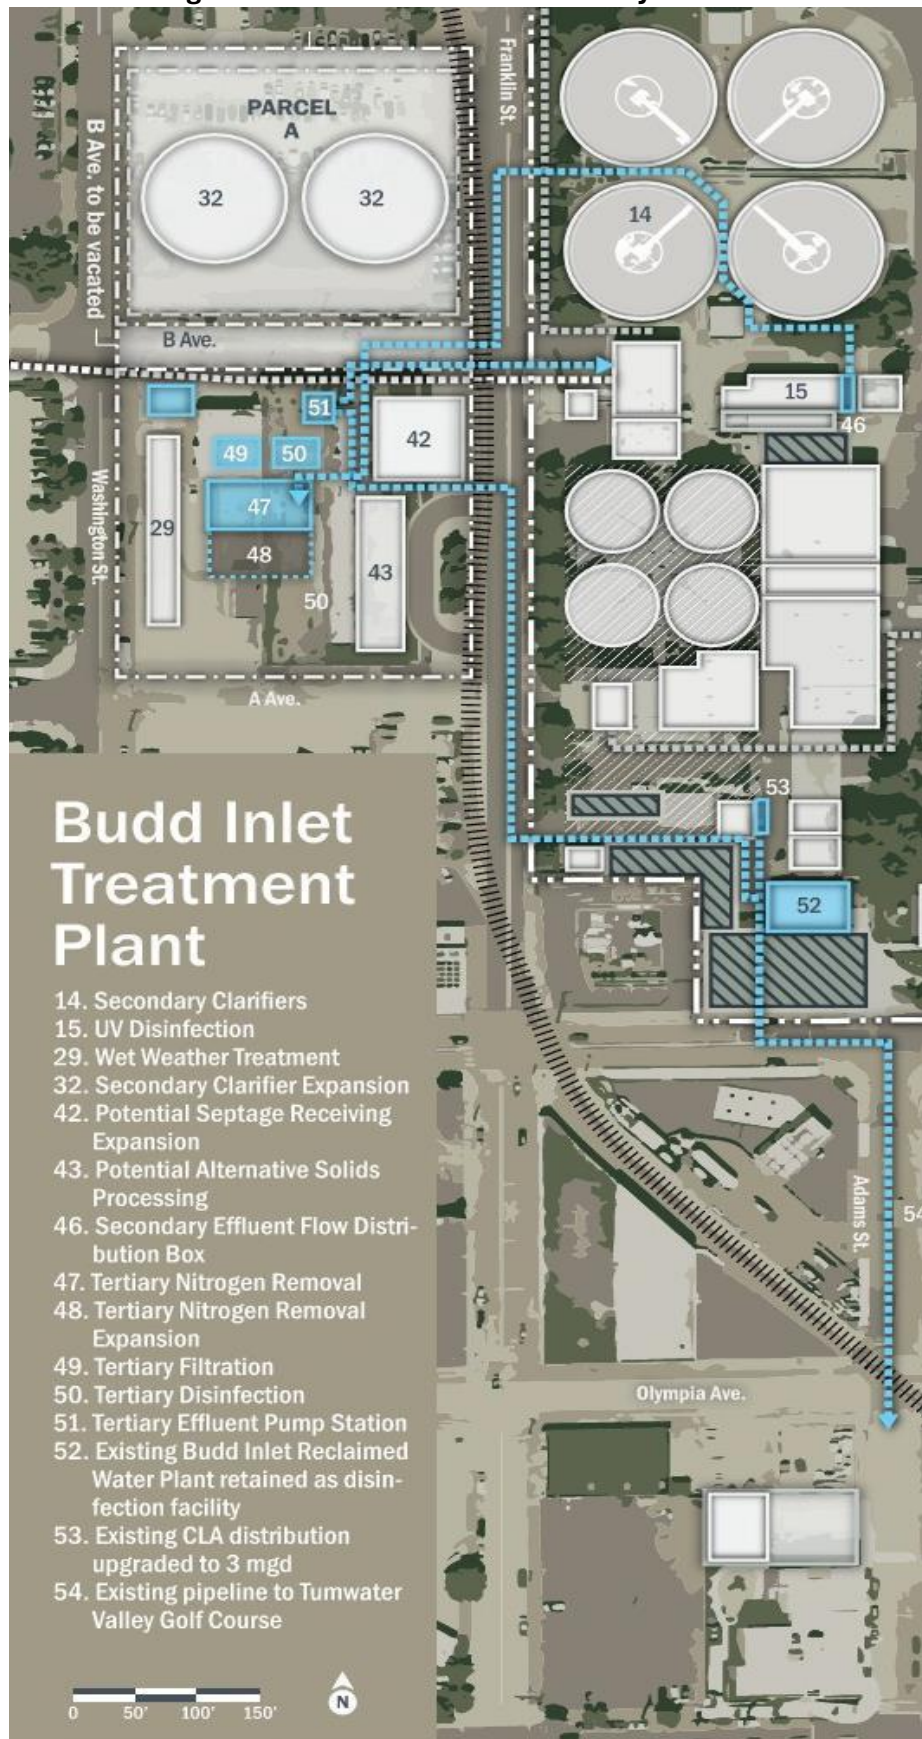 Franklin St.
PARCEL
A
B Ave. to be vacated
32
32
14
B Ave.
51
15
46
42
49
50
47
29
Washington St.
48
43
50
A Ave.
53
52
Budd Inlet
Treatment
Plant
14. Secondary Clarifiers
15. UV Disinfection
29. Wet Weather Treatment
32. Secondary Clarifier Expansion
42. Potential Septage Receiving
Expansion
43. Potential Alternative Solids
Processing
46. Secondary Effluent Flow Distri-
bution Box
47. Tertiary Nitrogen Removal
48. Tertiary Nitrogen Removal
Expansion
49. Tertiary Filtration
50. Tertiary Disinfection
51. Tertiary Effluent Pump Station
52. Existing Budd Inlet Reclaimed
Water Plant retained as disin-
fection facility
53. Existing CLA distribution
upgraded to 3 mgd
54. Existing pipeline to Tumwater
Valley Golf Course
0 50' 100' 150'
N
Adams St.
54
Olympia Ave.